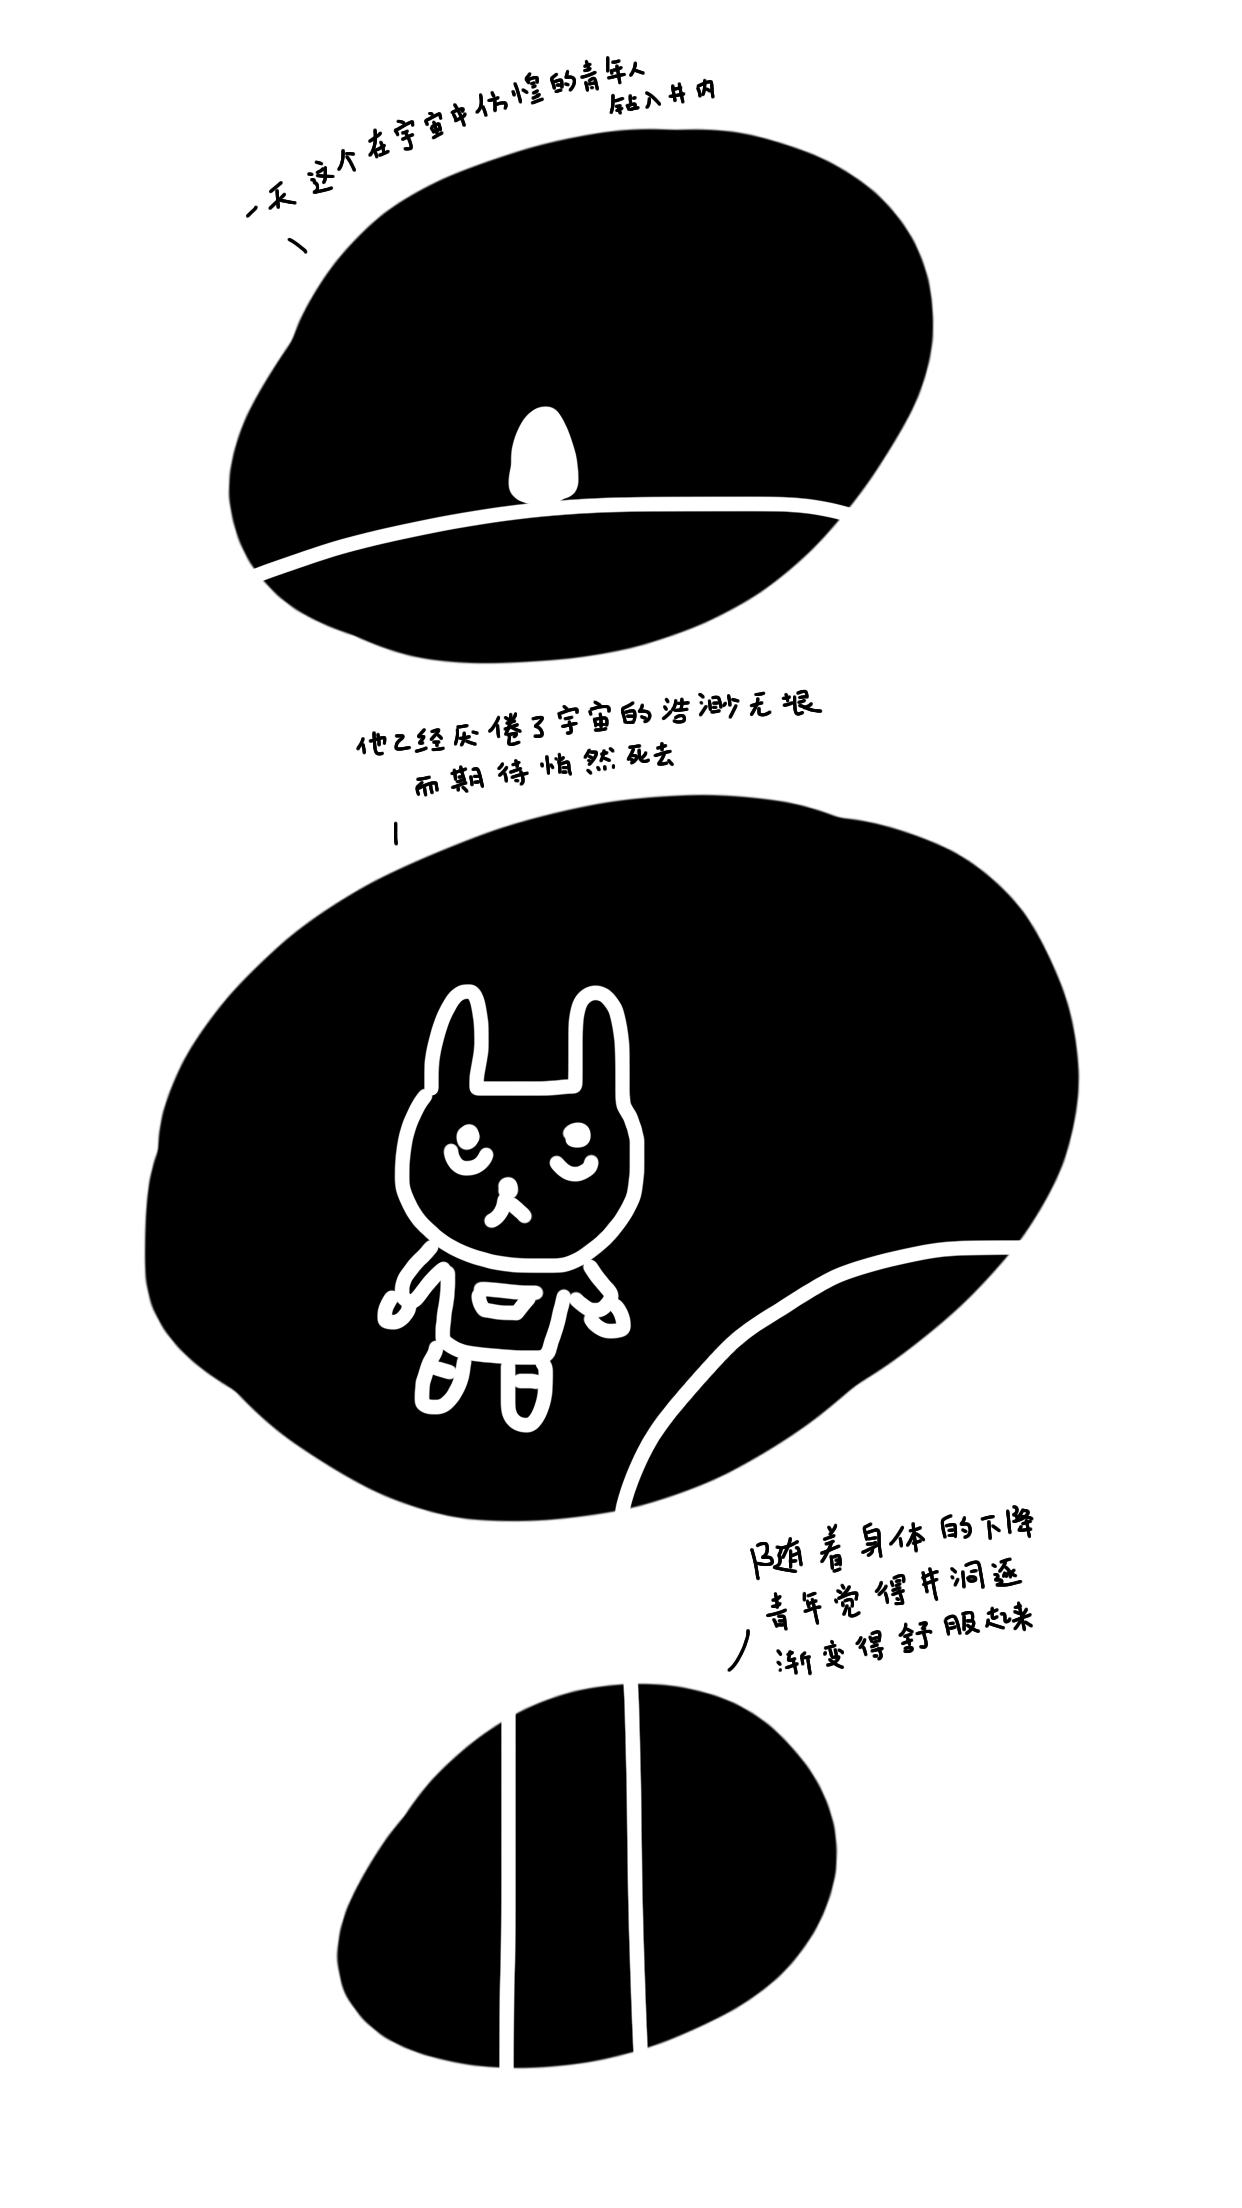 一天这个在宇宙中彷惶的青年人
钻入井内
他已经厌倦了宇宙的浩渺无垠
而期待悄然死去
随着身体的下降
青年觉得井洞逐
渐变得舒服起来